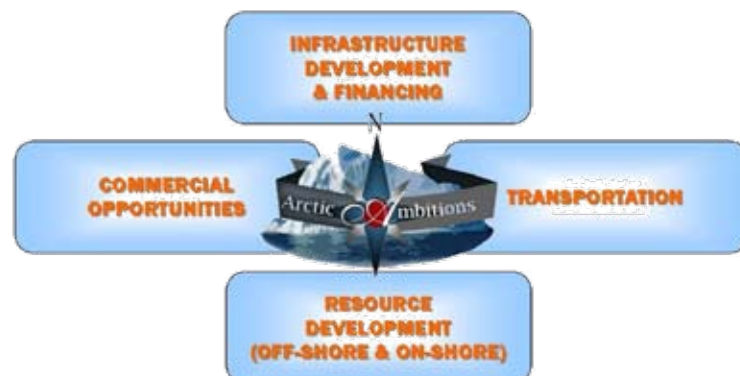 INFRASTRUCTURE
DEVELOPMENT
& FINANCING
N
COMMERCIAL
OPPORTUNITIES
Arctic Ambitions
TRANSPORTATION
RESOURCE
DEVELOPMENT
(OFF-SHORE & ON-SHORE)